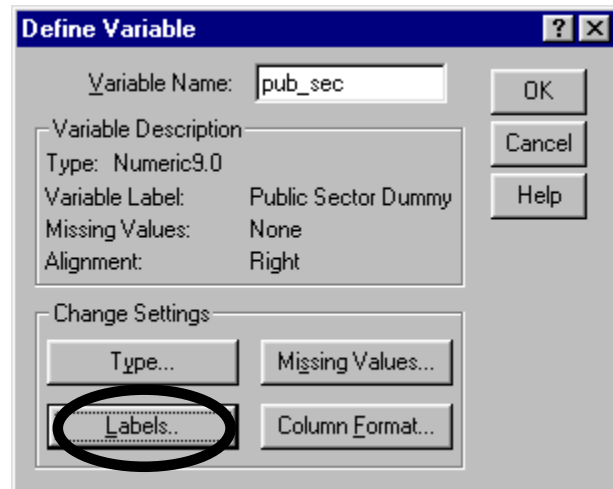 Define Variable ? ×
Variable Name: pub_sec
OK
Variable Description
Cancel
Type: Numeric9.0
Variable Label: Public Sector Dummy
Help
Missing Values: None
Alignment: Right
Change Settings
Type... Missing Values...
Labels.. Column Format...